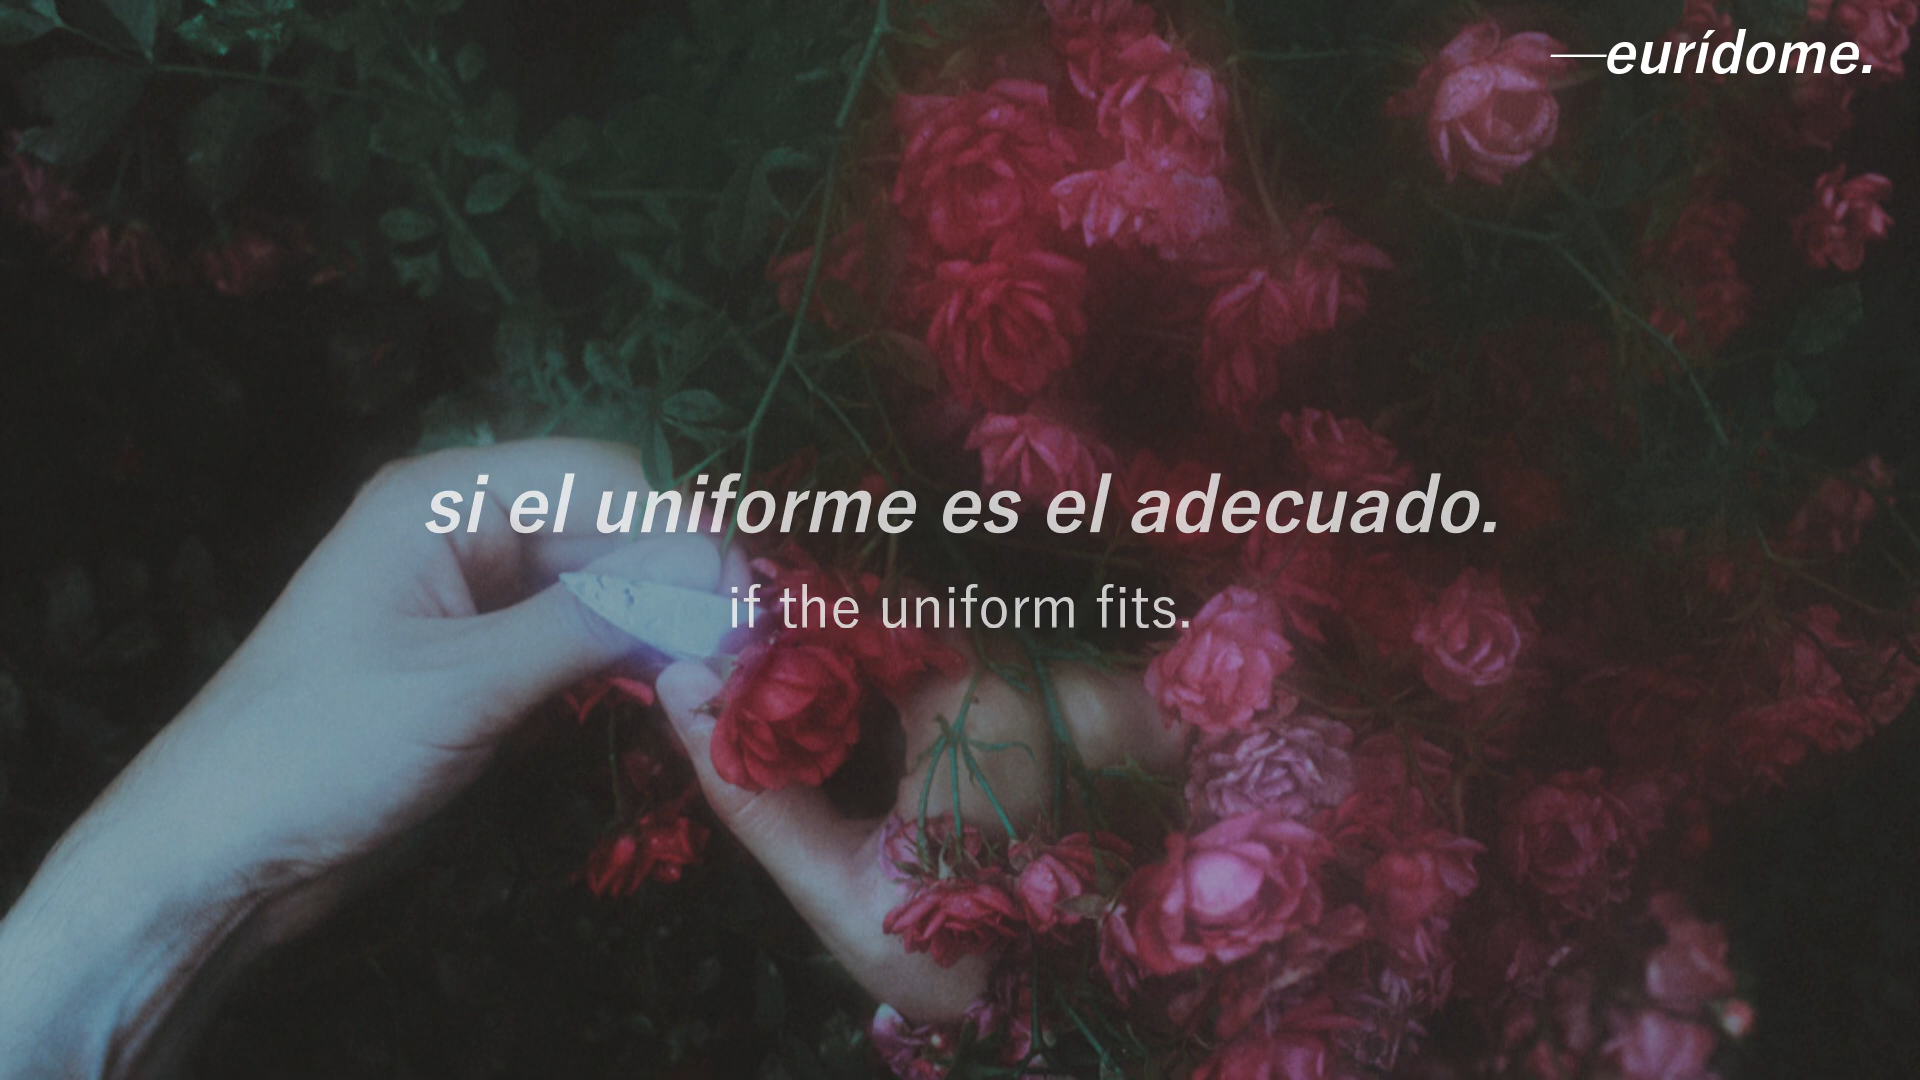 —eurídome.
si el uniforme es el adecuado.
if the uniform fits.